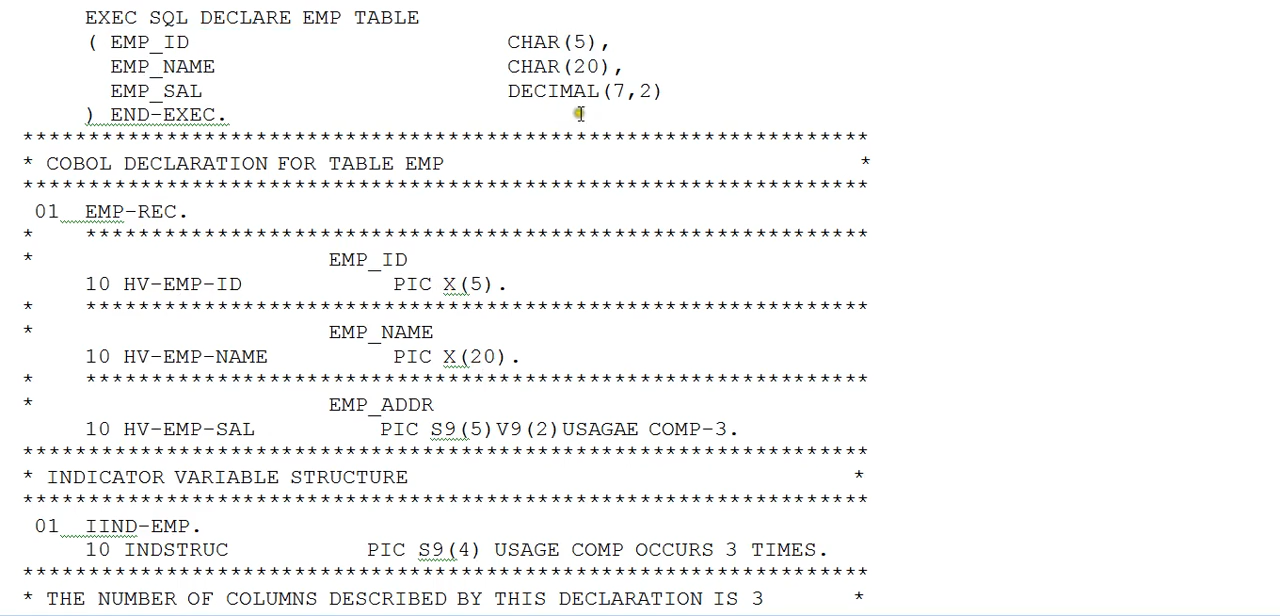 EXEC SQL DECLARE EMP TABLE
( EMP_ID CHAR(5),
EMP_NAME CHAR(20),
EMP_SAL DECIMAL(7,2)
) END-EXEC.
******************************************************************
* COBOL DECLARATION FOR TABLE EMP *
******************************************************************
01 EMP-REC.
* *************************************************************
* EMP_ID
10 HV-EMP-ID PIC X(5).
* *************************************************************
* EMP_NAME
10 HV-EMP-NAME PIC X(20).
* *************************************************************
* EMP_ADDR
10 HV-EMP-SAL PIC S9(5)V9(2)USAGAE COMP-3.
******************************************************************
* INDICATOR VARIABLE STRUCTURE *
******************************************************************
01 IIND-EMP.
10 INDSTRUC PIC S9(4) USAGE COMP OCCURS 3 TIMES.
******************************************************************
* THE NUMBER OF COLUMNS DESCRIBED BY THIS DECLARATION IS 3 *